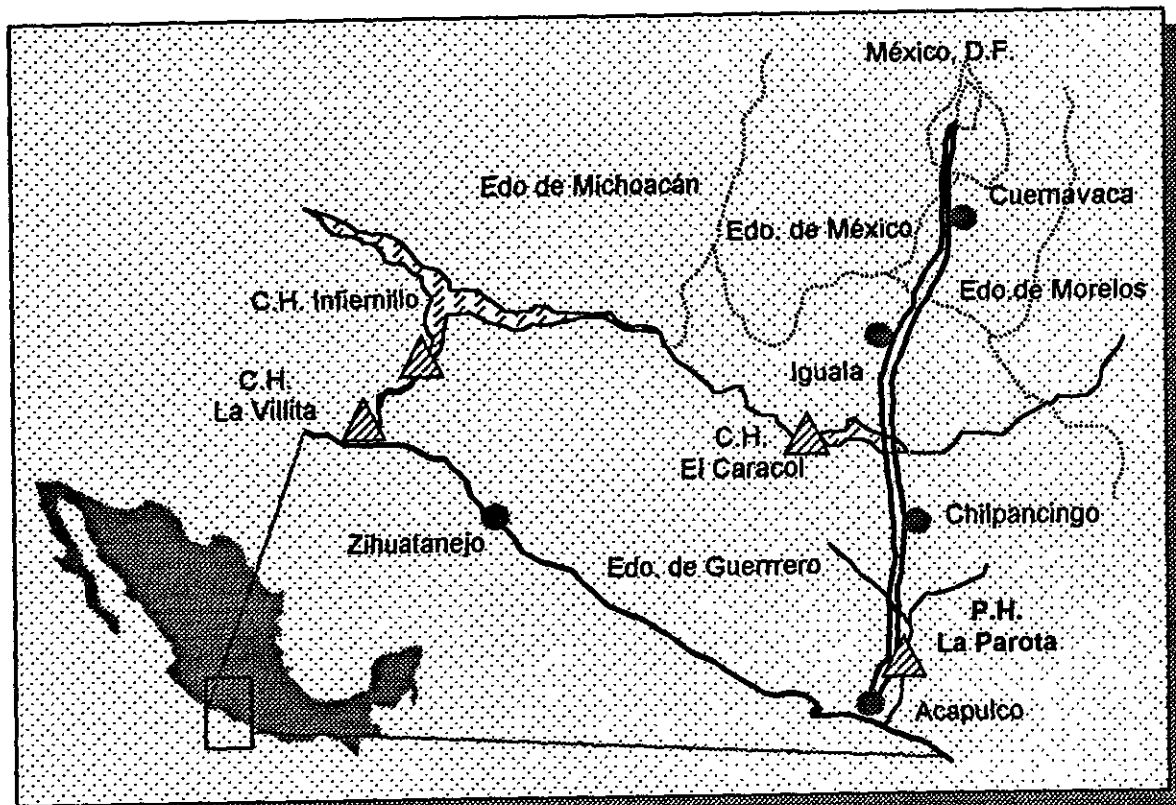 México, D.F.
Edo de Michoacán
Cuernavaca
Edo. de México
C.H. Infiernillo
Edo.de Morelos
Iguala
C.H.
La Villita
C.H.
El Caracol
Chilpancingo
Zihuatanejo
Edo. de Guerrrero
P.H.
La Parota
Acapulco